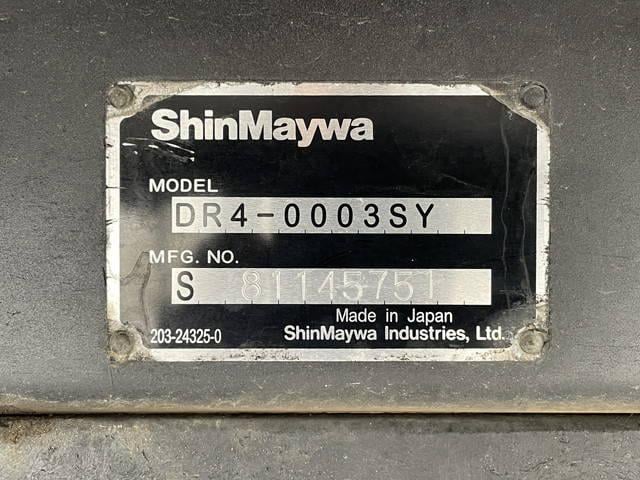 ShinMaywa
MODEL
DR4-0003SY
MFG. NO.
S 81145751
Made in Japan
203-24325-0 ShinMaywa Industries, Ltd.